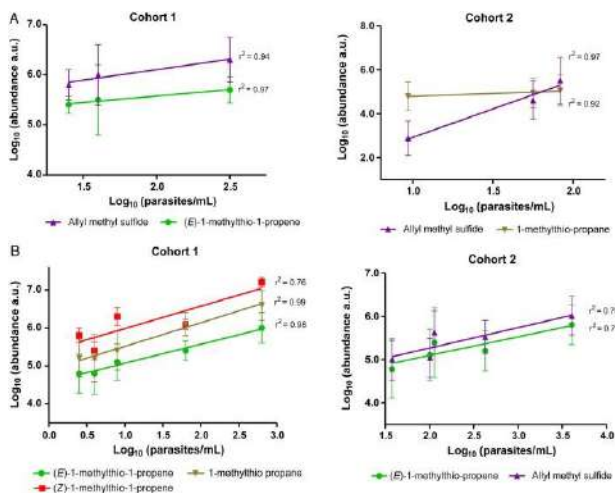 A
Cohort 1
Log₁₀ (abundance a.u.)
7.0
6.0
5.0
4.0
r² = 0.94
r² = 0.97
1.5
2.0
2.5
Log₁₀ (parasites/mL)
Allyl methyl sulfide
(E)-1-methylthio-1-propene
Cohort 2
Log₁₀ (abundance a.u.)
8.0
6.0
4.0
2.0
r² = 0.97
r² = 0.92
1.0
1.5
2.0
Log₁₀ (parasites/mL)
Allyl methyl sulfide
1-methylthio-propane
B
Cohort 1
Log₁₀ (abundance a.u.)
7.0
6.0
5.0
4.0
r² = 0.76
r² = 0.99
0.0
0.5
1.0
1.5
2.0
2.5
3.0
Log₁₀ (parasites/mL)
(E)-1-methylthio-1-propene
1-methylthio propane
(Z)-1-methylthio-1-propene
Cohort 2
Log₁₀ (abundance a.u.)
7.0
6.0
5.0
4.0
1.5
2.0
2.5
3.0
3.5
4.0
Log₁₀ (parasites/mL)
(E)-1-methylthio-propene
Allyl methyl sulfide